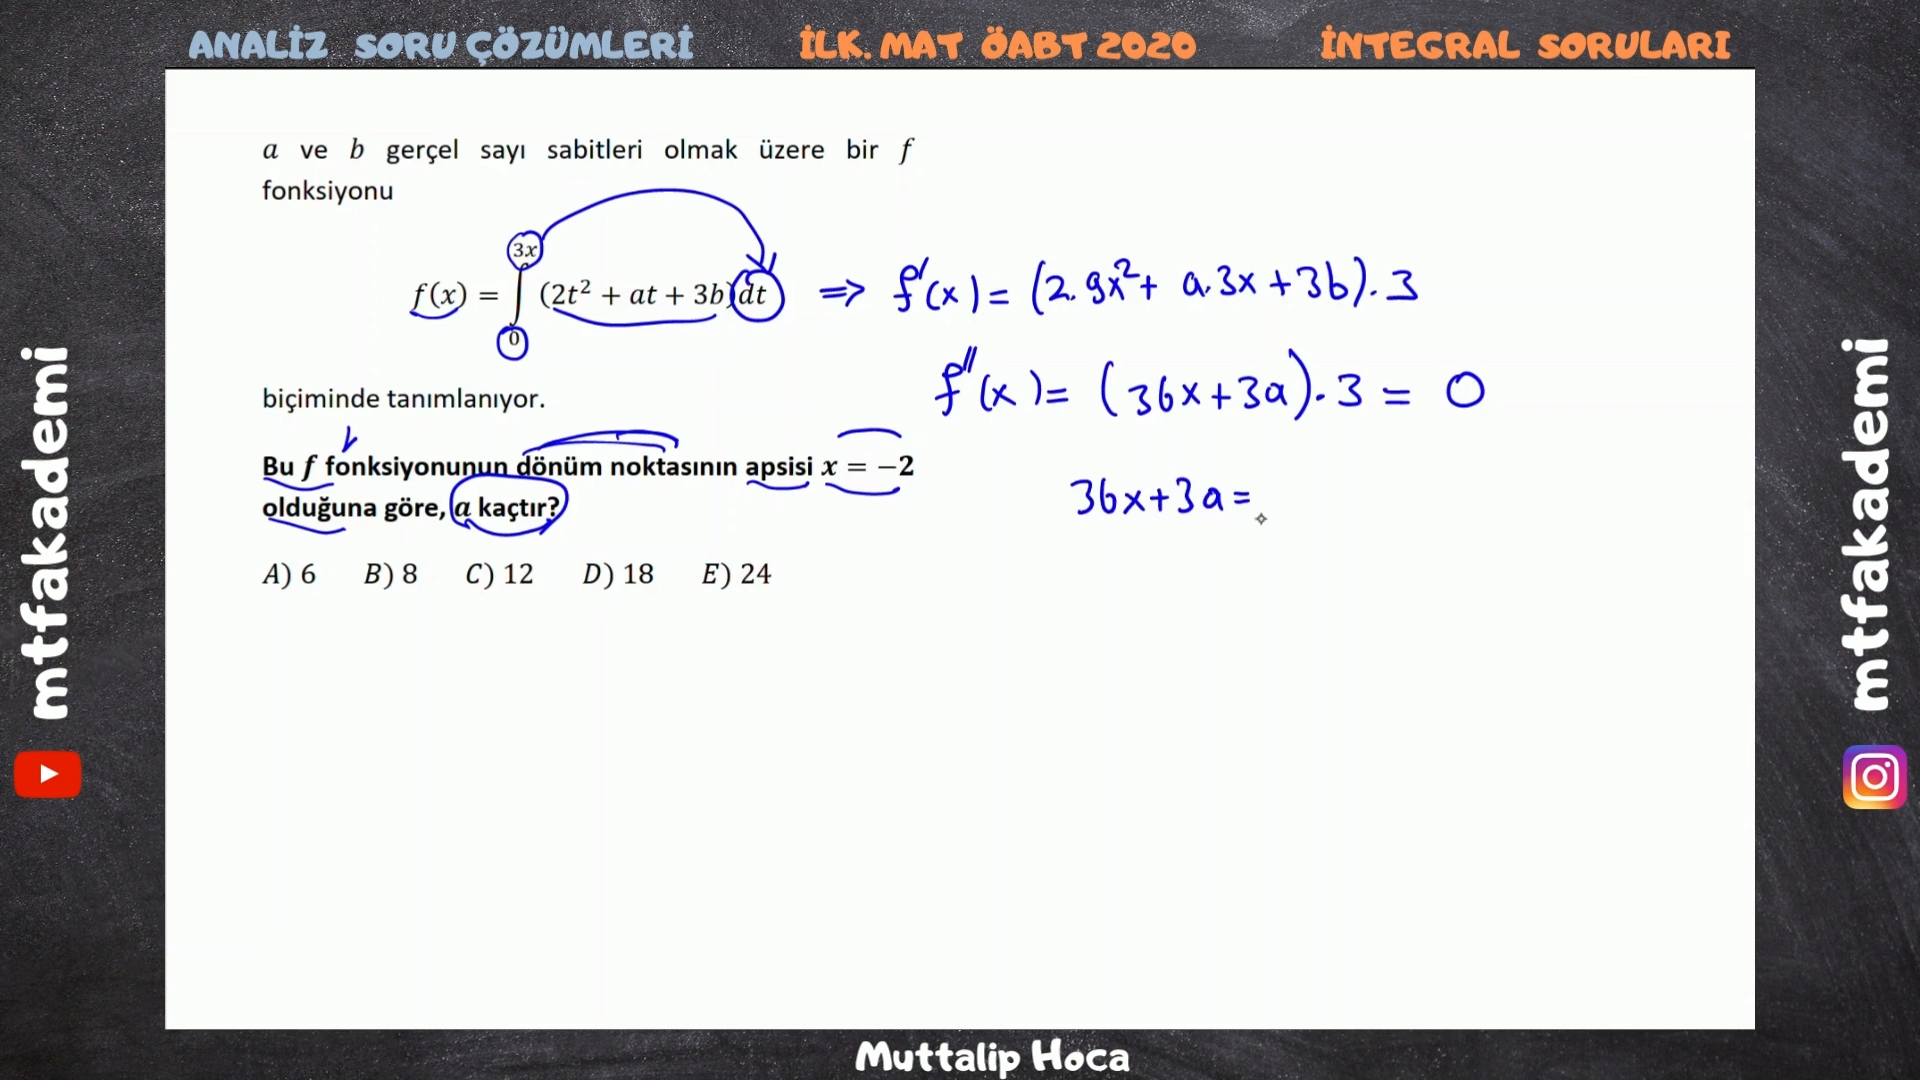 ANALİZ SORU ÇÖZÜMLERİ İLK. MAT ÖABT 2020 İNTEGRAL SORULARI
a ve b gerçel sayı sabitleri olmak üzere bir f
fonksiyonu
f(x) = ∫₀³ˣ (2t² + at + 3b)dt ⇒ f'(x) = (2.9x² + a.3x + 3b).3
f''(x) = (36x + 3a).3 = 0
biçiminde tanımlanıyor.
Bu f fonksiyonunun dönüm noktasının apsisi x = −2
olduğuna göre, a kaçtır?
36x + 3a =
A) 6 B) 8 C) 12 D) 18 E) 24
mtfakademi
mtfakademi
Muttalip Hoca